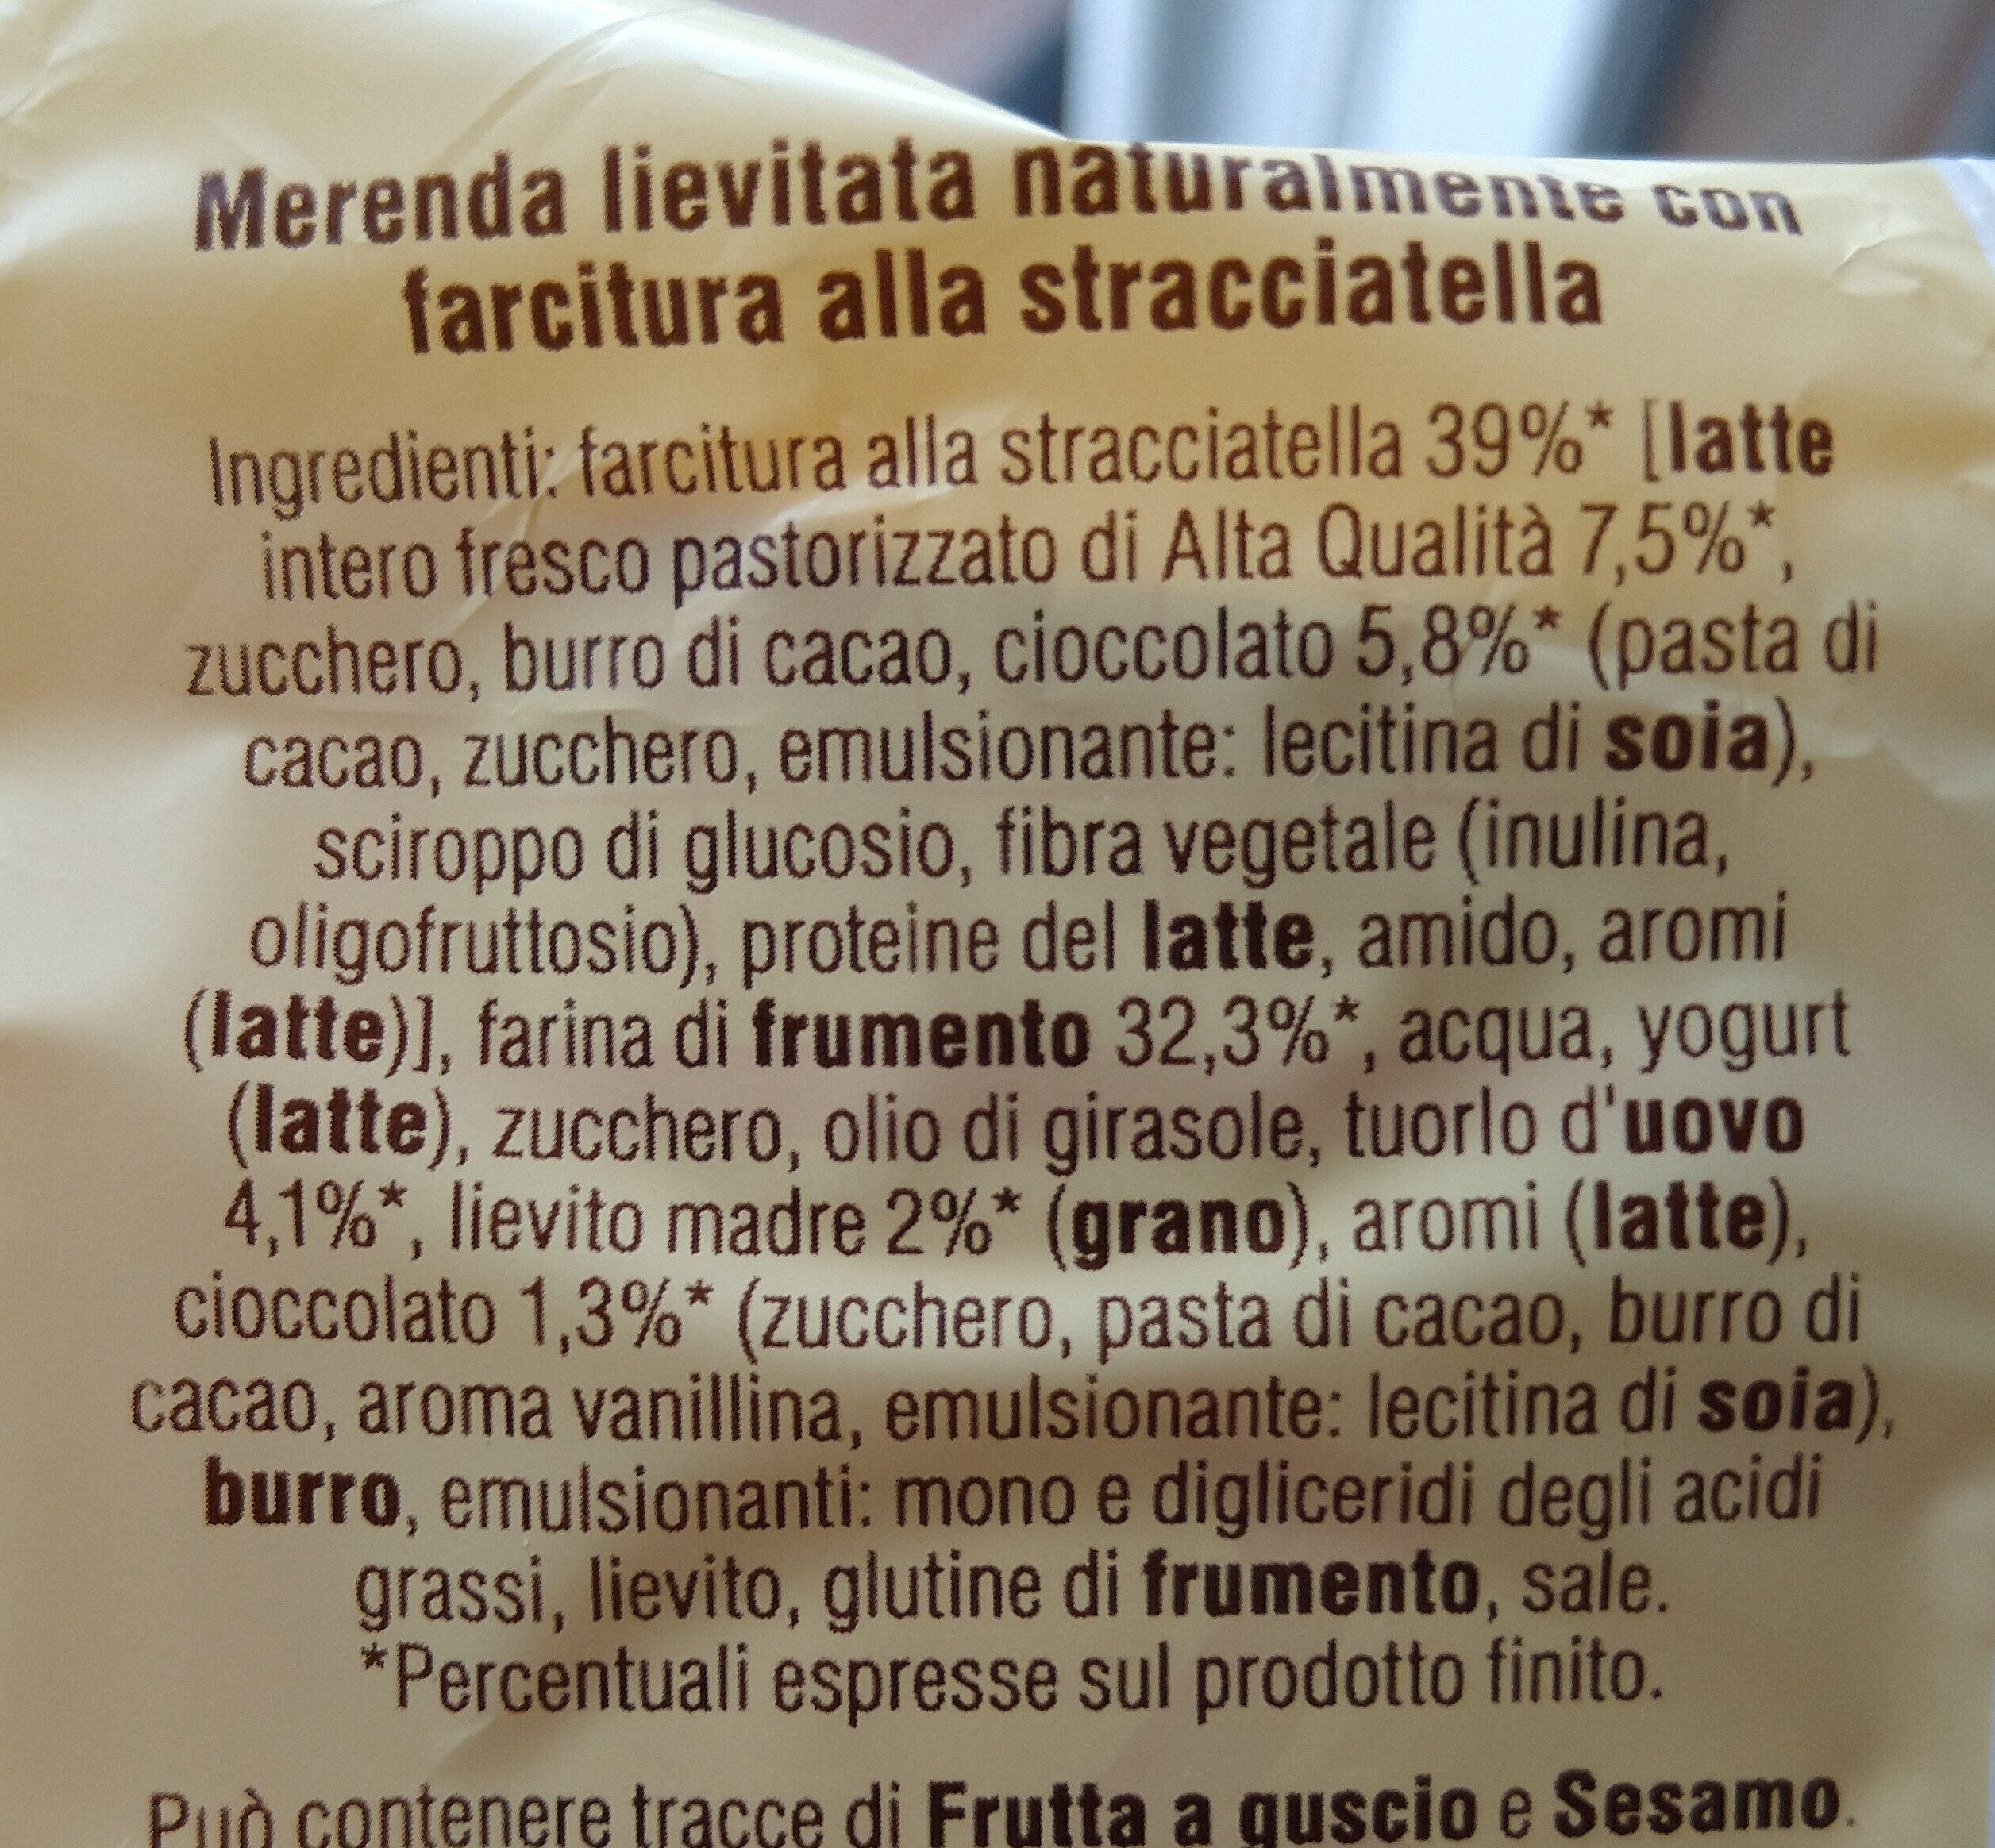 Merenda lievitata naturalmente con
farcitura alla stracciatella
Ingredienti: farcitura alla stracciatella 39%* [latte
intero fresco pastorizzato di Alta Qualità 7,5%*,
zucchero, burro di cacao, cioccolato 5,8%* (pasta di
cacao, zucchero, emulsionante: lecitina di soia),
sciroppo di glucosio, fibra vegetale (inulina,
oligofruttosio), proteine del latte, amido, aromi
(latte)], farina di frumento 32,3%*, acqua, yogurt
(latte), zucchero, olio di girasole, tuorlo d'uovo
4,1%*, lievito madre 2%* (grano), aromi (latte),
cioccolato 1,3%* (zucchero, pasta di cacao, burro di
cacao, aroma vanillina, emulsionante: lecitina di soia),
burro, emulsionanti: mono e digliceridi degli acidi
grassi, lievito, glutine di frumento, sale.
*Percentuali espresse sul prodotto finito.
Può contenere tracce di Frutta a guscio e Sesamo.